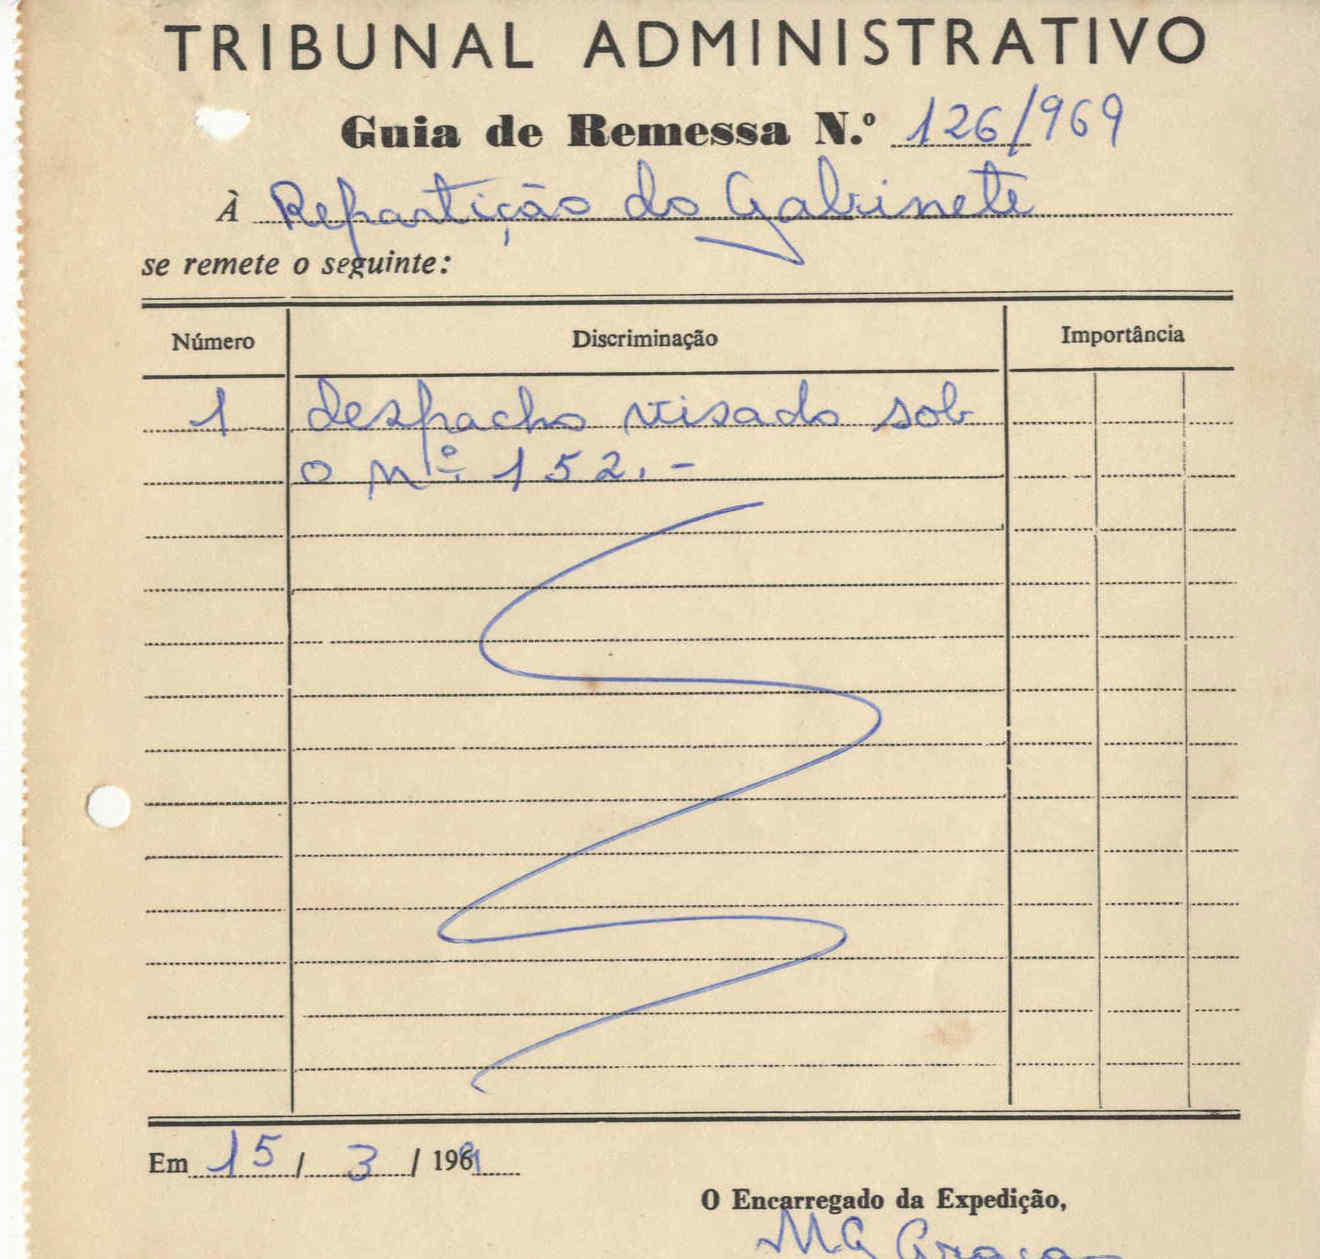 TRIBUNAL ADMINISTRATIVO
Guia de Remessa N.º 126/969
À Repartição do Gabinete
se remete o seguinte:
Número Discriminação Importância
1 despacho visado sob
o nº 152.-
Em 15 / 3 / 1969
O Encarregado da Expedição,